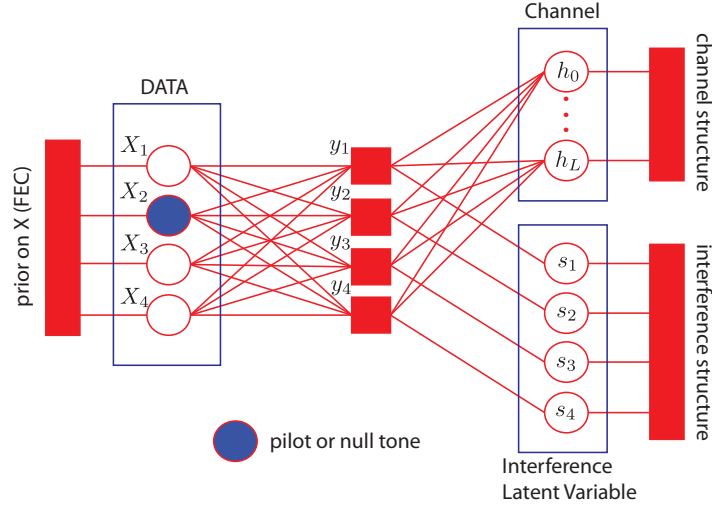 Channel
DATA
prior on X (FEC)
X₁
X₂
X₃
X₄
y₁
y₂
y₃
y₄
h₀
h_L
channel structure
s₁
s₂
s₃
s₄
interference structure
pilot or null tone
Interference
Latent Variable